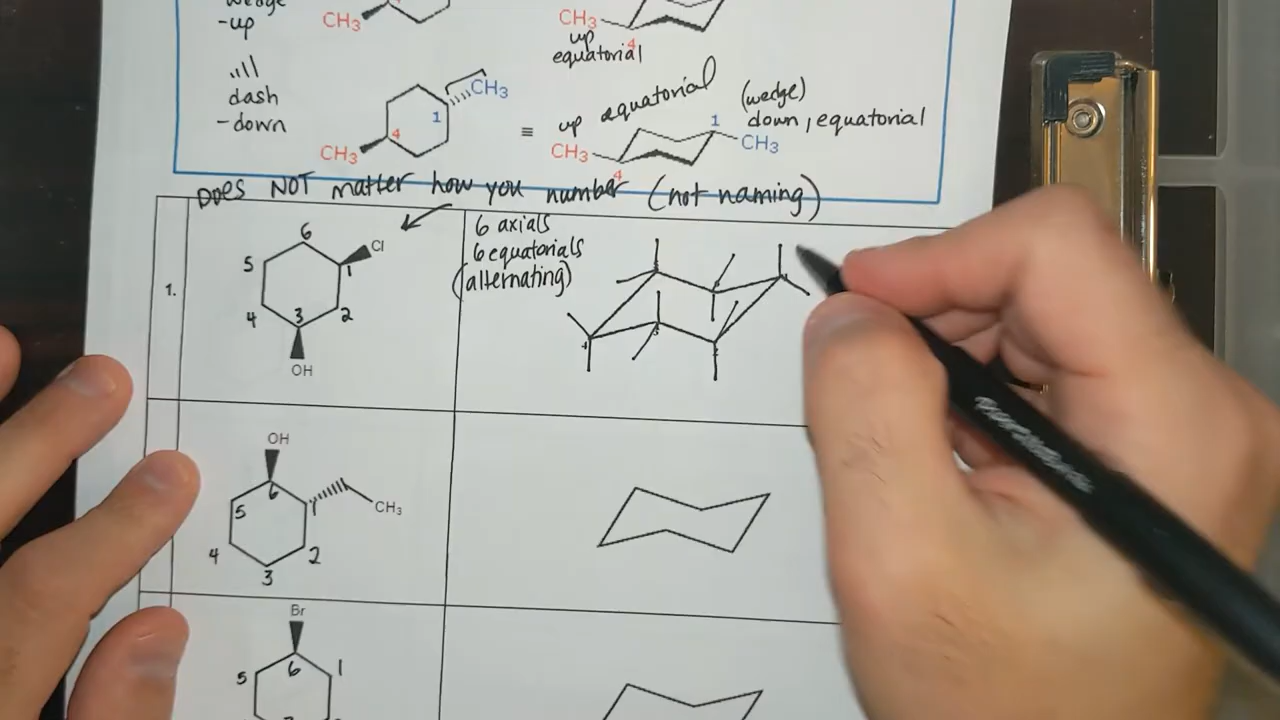 wedge
-up
CH₃
CH₃
4
up
equatorial
dash
-down
CH₃
1
4
CH₃
≡
up equatorial
CH₃
4
1
(wedge)
down, equatorial
CH₃
DOES NOT matter how you number (not naming)
1.
6
Cl
5
1
4
3
2
OH
6 axials
6 equatorials
(alternating)
OH
6
5
1
CH₃
4
2
3
Br
5
6
1